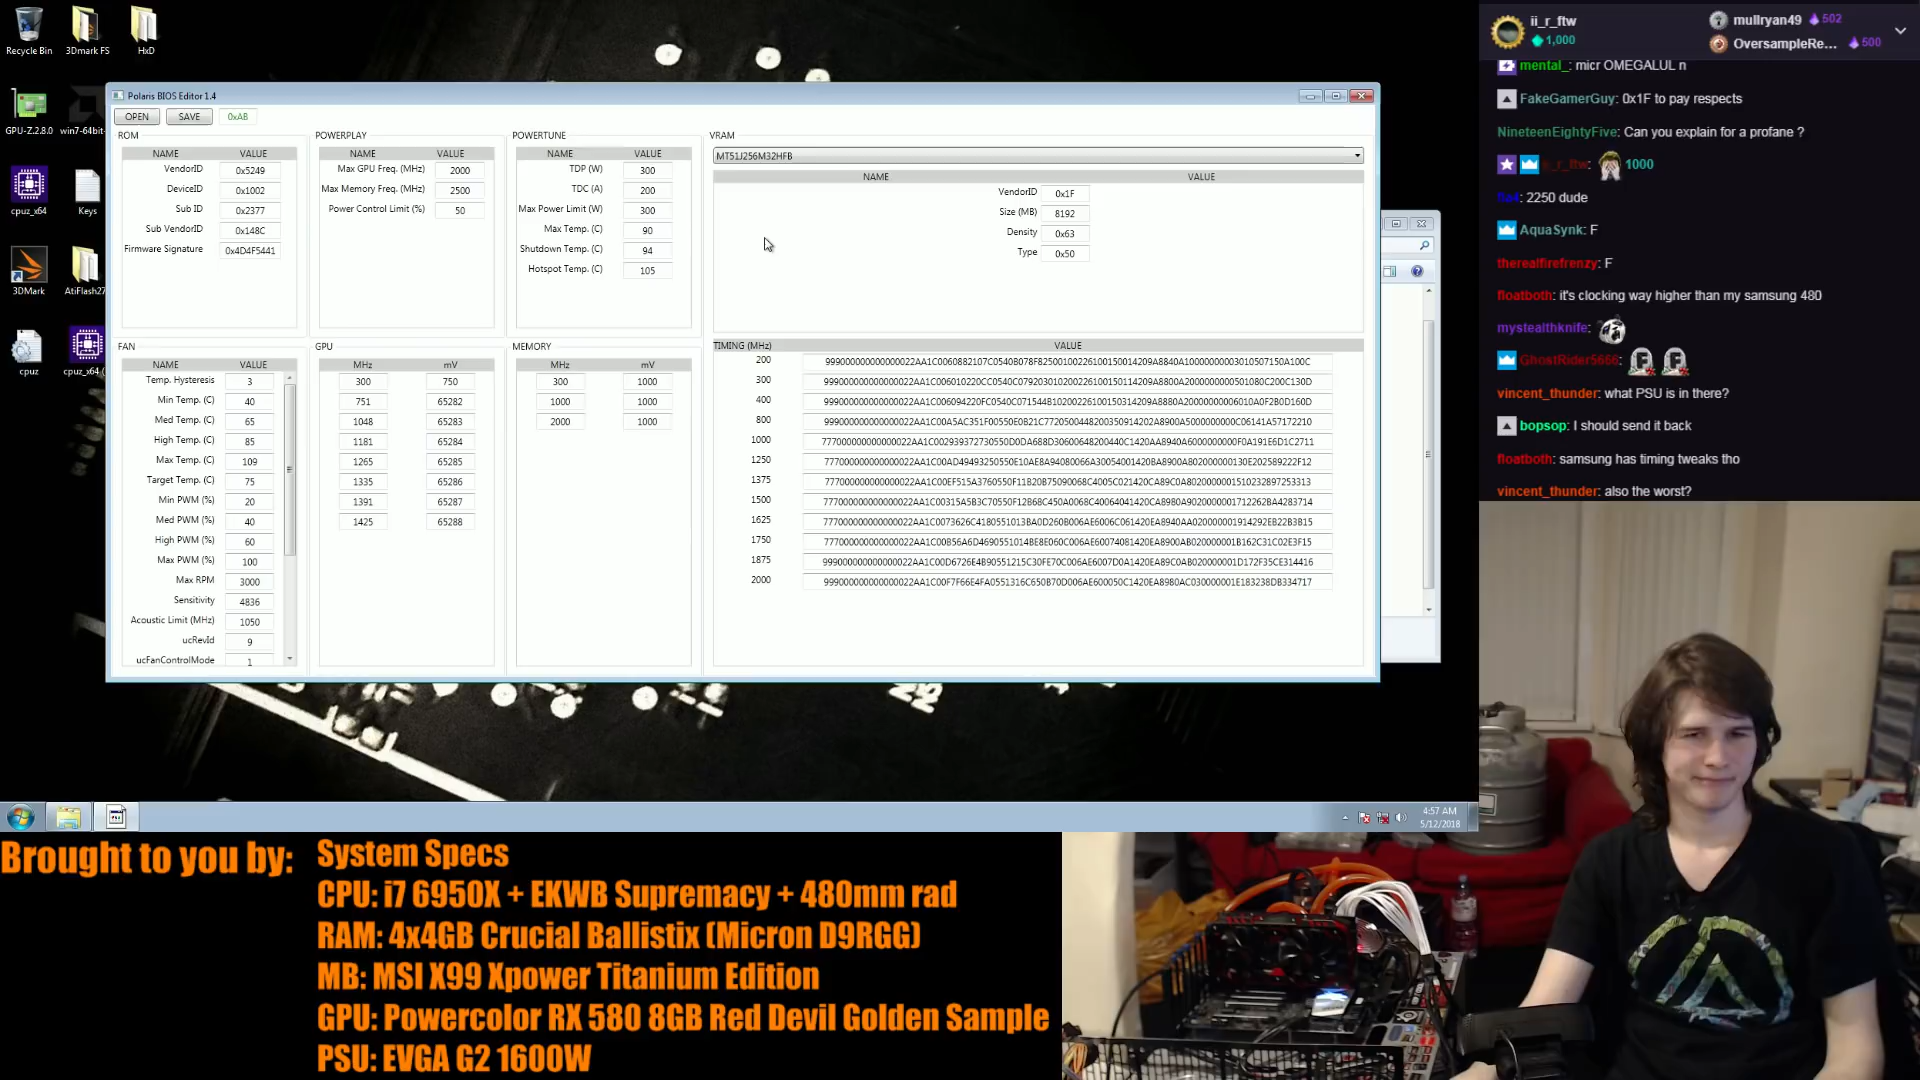 Recycle Bin
3Dmark FS
HxD
GPU-Z.2.8.0
win7-64bit-
cpuz_x64
Keys
3DMark
AtiFlash27
cpuz
cpuz_x64_(
Polaris BIOS Editor 1.4
OPEN SAVE 0xAB
ROM
NAME VALUE
VendorID 0x5249
DeviceID 0x1002
Sub ID 0x2377
Sub VendorID 0x148C
Firmware Signature 0x4D4F5441
POWERPLAY
NAME VALUE
Max GPU Freq. (MHz) 2000
Max Memory Freq. (MHz) 2500
Power Control Limit (%) 50
POWERTUNE
NAME VALUE
TDP (W) 300
TDC (A) 200
Max Power Limit (W) 300
Max Temp. (C) 90
Shutdown Temp. (C) 94
Hotspot Temp. (C) 105
VRAM
MT51J256M32HFB
NAME VALUE
VendorID 0x1F
Size (MB) 8192
Density 0x63
Type 0x50
FAN
NAME VALUE
Temp. Hysteresis 3
Min Temp. (C) 40
Med Temp. (C) 65
High Temp. (C) 85
Max Temp. (C) 109
Target Temp. (C) 75
Min PWM (%) 20
Med PWM (%) 40
High PWM (%) 60
Max PWM (%) 100
Max RPM 3000
Sensitivity 4836
Acoustic Limit (MHz) 1050
ucRevId 9
ucFanControlMode 1
GPU
MHz mV
300 750
751 65282
1048 65283
1181 65284
1265 65285
1335 65286
1391 65287
1425 65288
MEMORY
MHz mV
300 1000
1000 1000
2000 1000
TIMING (MHz) VALUE
200
300
400
800
1000
1250
1375
1500
1625
1750
1875
2000
4:57 AM
5/12/2018
ii_r_ftw
1,000
mullryan49 502
OversampleRe... 500
mental_: micr OMEGALUL n
FakeGamerGuy: 0x1F to pay respects
NineteenEightyFive: Can you explain for a profane ?
1000
2250 dude
AquaSynk: F
therealfirefrenzy: F
floatboth: it's clocking way higher than my samsung 480
mystealthknife:
GhostRider5666:
vincent_thunder: what PSU is in there?
bopsop: I should send it back
floatboth: samsung has timing tweaks tho
vincent_thunder: also the worst?
Brought to you by:
System Specs
CPU: i7 6950X + EKWB Supremacy + 480mm rad
RAM: 4x4GB Crucial Ballistix (Micron D9RGG)
MB: MSI X99 Xpower Titanium Edition
GPU: Powercolor RX 580 8GB Red Devil Golden Sample
PSU: EVGA G2 1600W